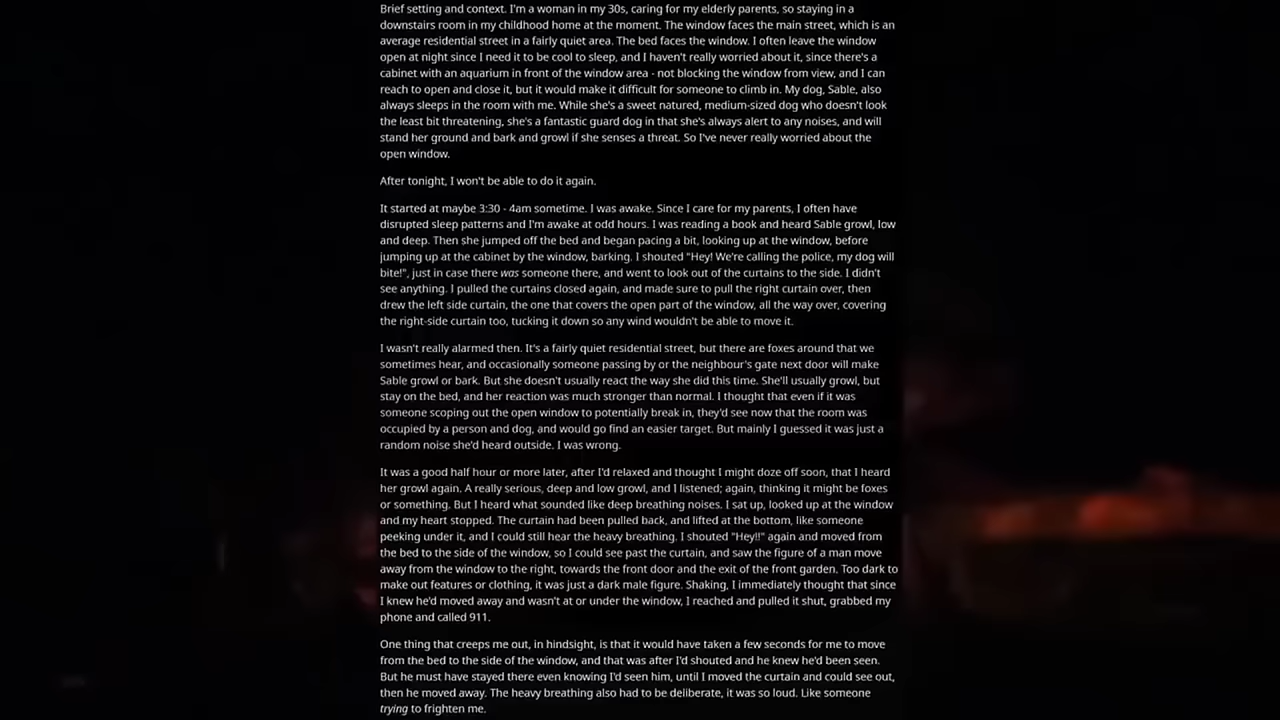 Brief setting and context. I'm a woman in my 30s, caring for my elderly parents, so staying in a
downstairs room in my childhood home at the moment. The window faces the main street, which is an
average residential street in a fairly quiet area. The bed faces the window. I often leave the window
open at night since I need it to be cool to sleep, and I haven't really worried about it, since there's a
cabinet with an aquarium in front of the window area - not blocking the window from view, and I can
reach to open and close it, but it would make it difficult for someone to climb in. My dog, Sable, also
always sleeps in the room with me. While she's a sweet natured, medium-sized dog who doesn't look
the least bit threatening, she's a fantastic guard dog in that she's always alert to any noises, and will
stand her ground and bark and growl if she senses a threat. So I've never really worried about the
open window.
After tonight, I won't be able to do it again.
It started at maybe 3:30 - 4am sometime. I was awake. Since I care for my parents, I often have
disrupted sleep patterns and I'm awake at odd hours. I was reading a book and heard Sable growl, low
and deep. Then she jumped off the bed and began pacing a bit, looking up at the window, before
jumping up at the cabinet by the window, barking. I shouted "Hey! We're calling the police, my dog will
bite!", just in case there was someone there, and went to look out of the curtains to the side. I didn't
see anything. I pulled the curtains closed again, and made sure to pull the right curtain over, then
drew the left side curtain, the one that covers the open part of the window, all the way over, covering
the right-side curtain too, tucking it down so any wind wouldn't be able to move it.
I wasn't really alarmed then. It's a fairly quiet residential street, but there are foxes around that we
sometimes hear, and occasionally someone passing by or the neighbour's gate next door will make
Sable growl or bark. But she doesn't usually react the way she did this time. She'll usually growl, but
stay on the bed, and her reaction was much stronger than normal. I thought that even if it was
someone scoping out the open window to potentially break in, they'd see now that the room was
occupied by a person and dog, and would go find an easier target. But mainly I guessed it was just a
random noise she'd heard outside. I was wrong.
It was a good half hour or more later, after I'd relaxed and thought I might doze off soon, that I heard
her growl again. A really serious, deep and low growl, and I listened; again, thinking it might be foxes
or something. But I heard what sounded like deep breathing noises. I sat up, looked up at the window
and my heart stopped. The curtain had been pulled back, and lifted at the bottom, like someone
peeking under it, and I could still hear the heavy breathing. I shouted "Hey!!" again and moved from
the bed to the side of the window, so I could see past the curtain, and saw the figure of a man move
away from the window to the right, towards the front door and the exit of the front garden. Too dark to
make out features or clothing, it was just a dark male figure. Shaking, I immediately thought that since
I knew he'd moved away and wasn't at or under the window, I reached and pulled it shut, grabbed my
phone and called 911.
One thing that creeps me out, in hindsight, is that it would have taken a few seconds for me to move
from the bed to the side of the window, and that was after I'd shouted and he knew he'd been seen.
But he must have stayed there even knowing I'd seen him, until I moved the curtain and could see out,
then he moved away. The heavy breathing also had to be deliberate, it was so loud. Like someone
trying to frighten me.